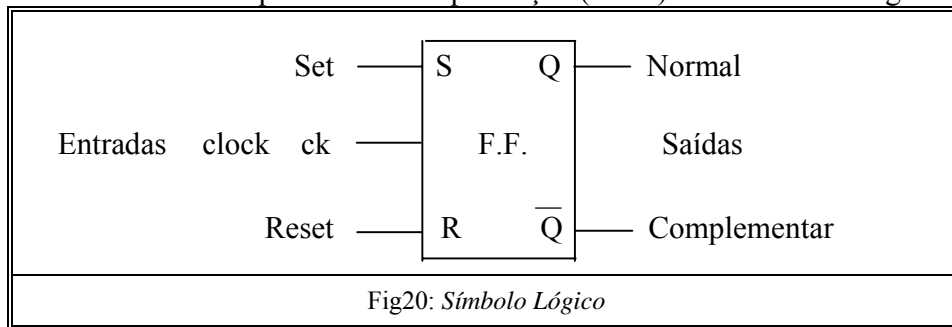 Set S Q Normal
Entradas clock ck F.F. Saídas
Reset R Q Complementar
Fig20: Símbolo Lógico